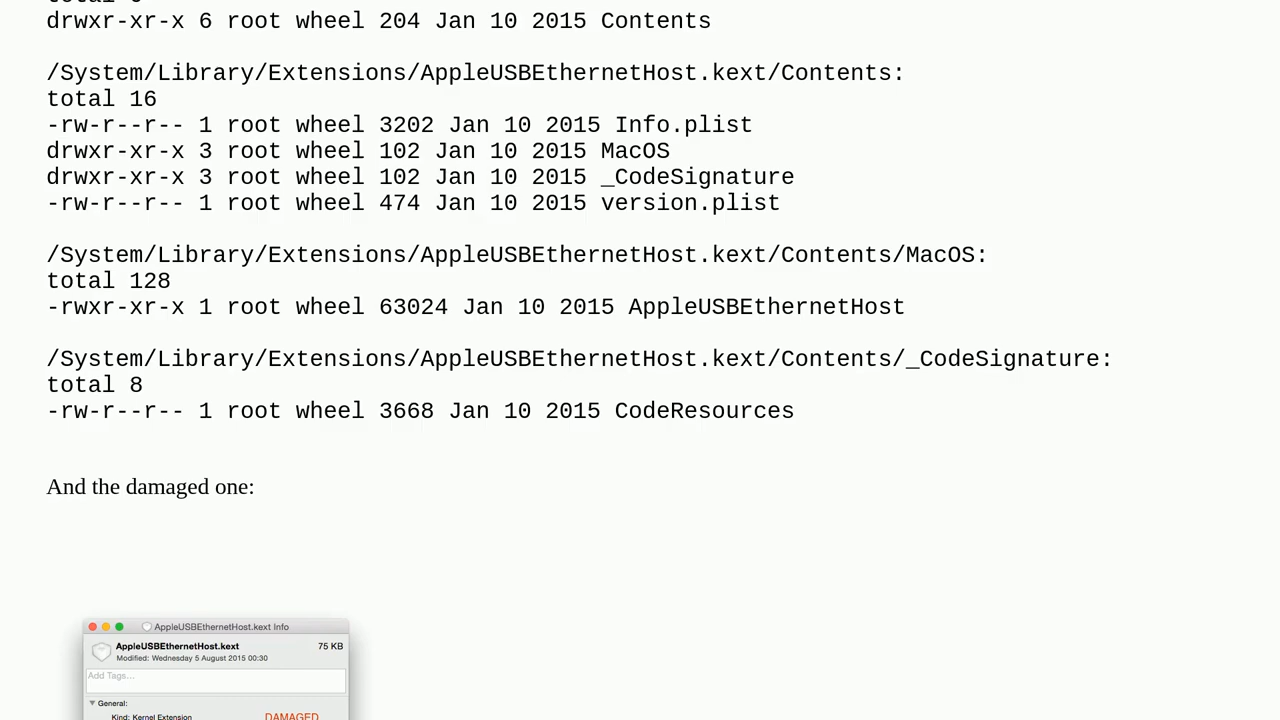 drwxr-xr-x 6 root wheel 204 Jan 10 2015 Contents
/System/Library/Extensions/AppleUSBEthernetHost.kext/Contents:
total 16
-rw-r--r-- 1 root wheel 3202 Jan 10 2015 Info.plist
drwxr-xr-x 3 root wheel 102 Jan 10 2015 MacOS
drwxr-xr-x 3 root wheel 102 Jan 10 2015 _CodeSignature
-rw-r--r-- 1 root wheel 474 Jan 10 2015 version.plist
/System/Library/Extensions/AppleUSBEthernetHost.kext/Contents/MacOS:
total 128
-rwxr-xr-x 1 root wheel 63024 Jan 10 2015 AppleUSBEthernetHost
/System/Library/Extensions/AppleUSBEthernetHost.kext/Contents/_CodeSignature:
total 8
-rw-r--r-- 1 root wheel 3668 Jan 10 2015 CodeResources
And the damaged one:
AppleUSBEthernetHost.kext Info
AppleUSBEthernetHost.kext 75 KB
Modified: Wednesday 5 August 2015 00:30
Add Tags...
General:
Kind: Kernel Extension DAMAGED